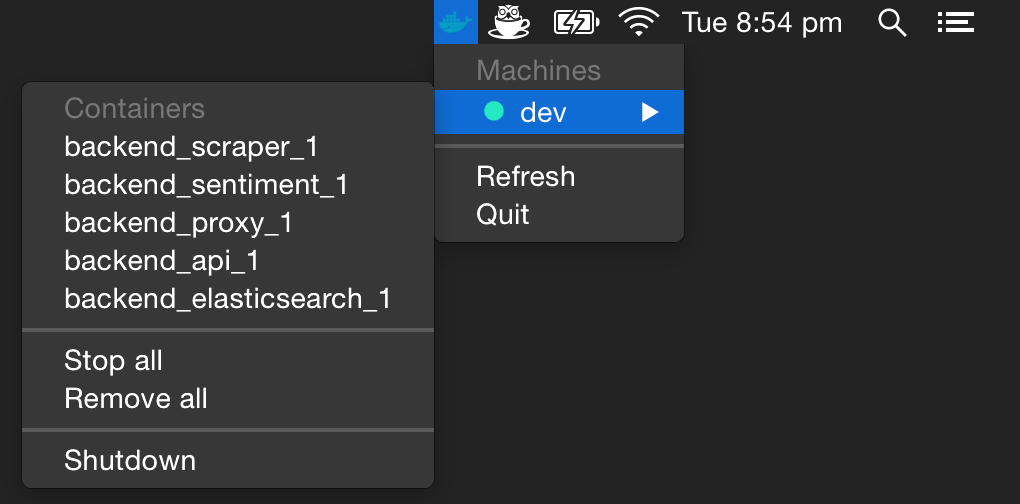 Tue 8:54 pm
Machines
dev
Refresh
Quit
Containers
backend_scraper_1
backend_sentiment_1
backend_proxy_1
backend_api_1
backend_elasticsearch_1
Stop all
Remove all
Shutdown